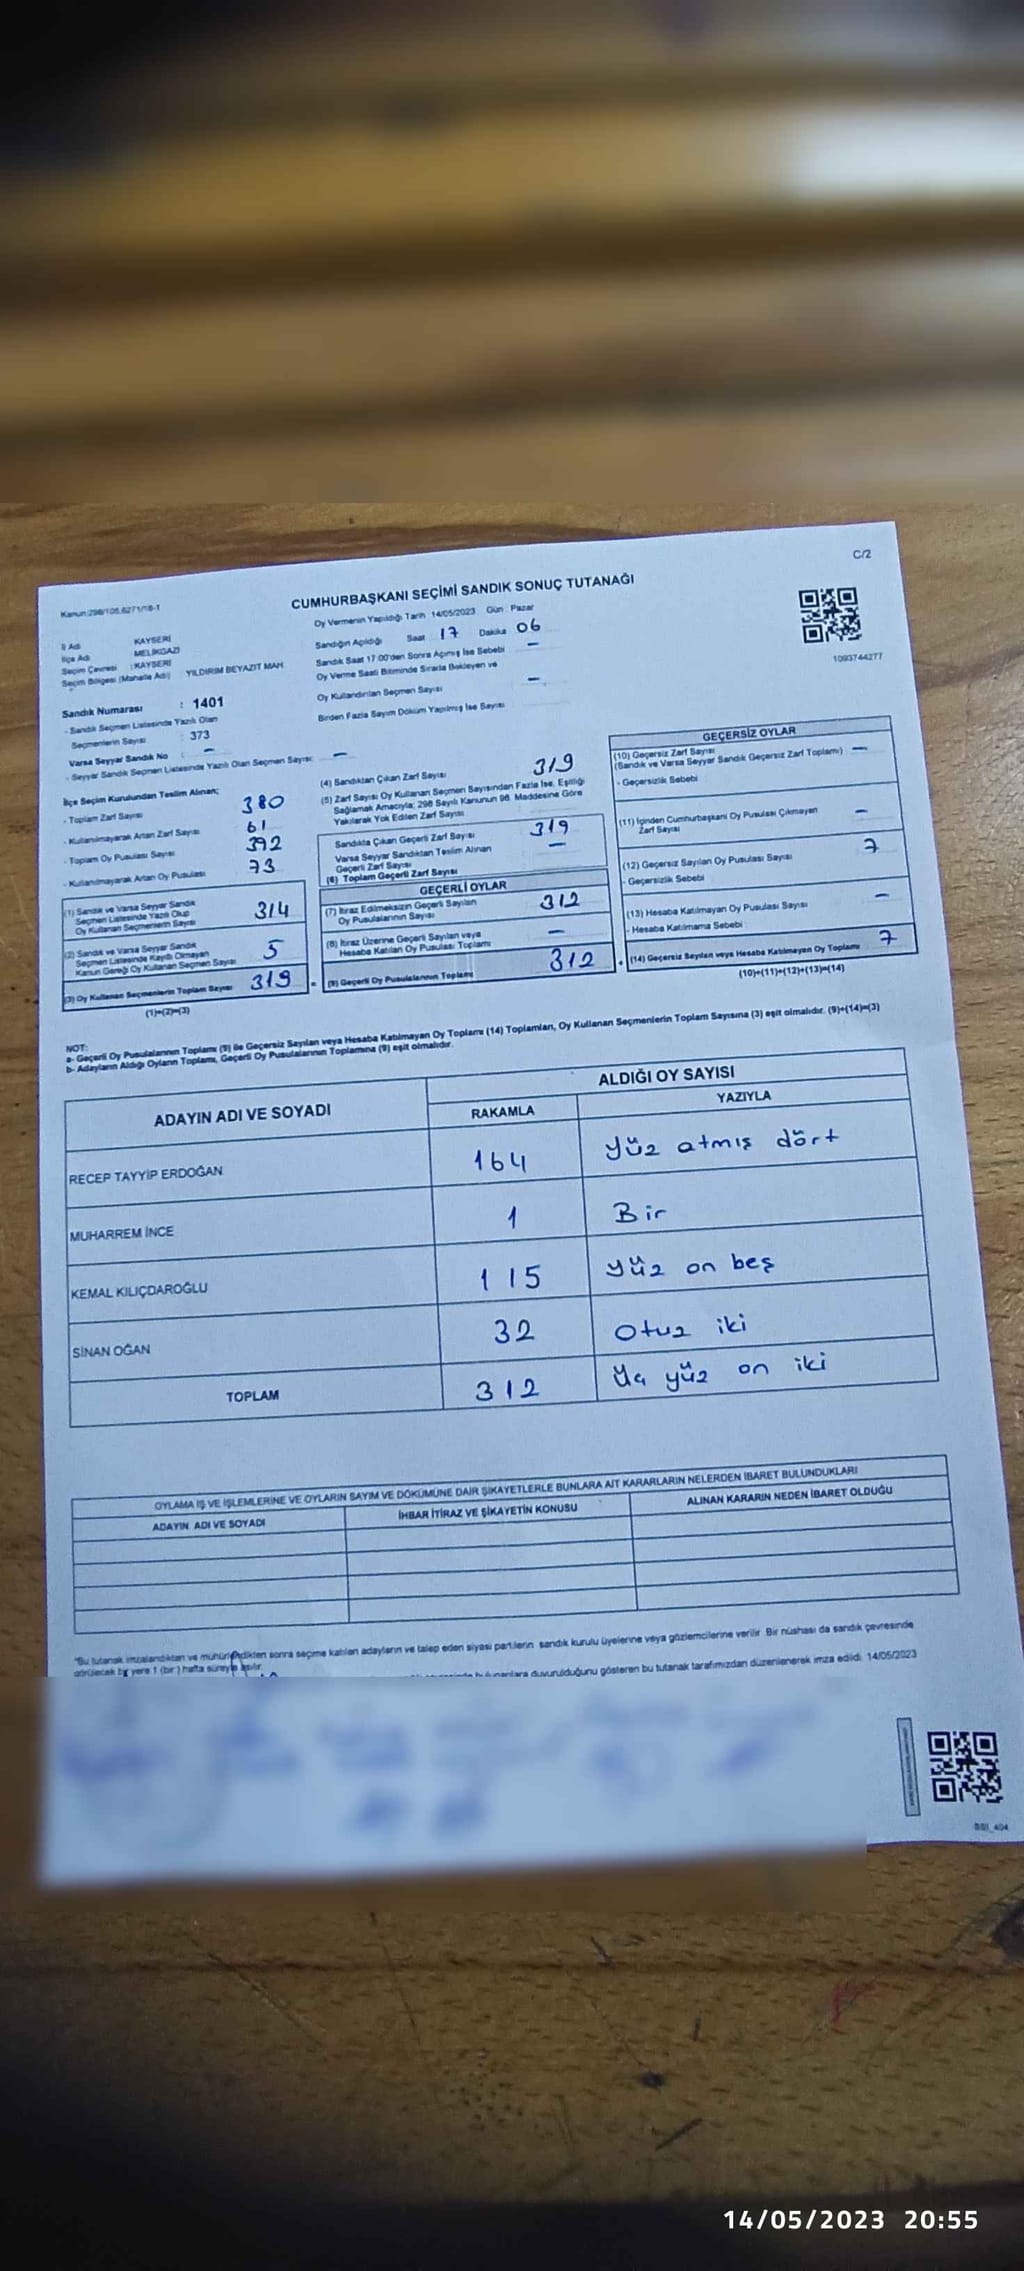 C/2
Kanun:298/105,6271/18-1
CUMHURBAŞKANI SEÇİMİ SANDIK SONUÇ TUTANAĞI
1093744277
İl Adı KAYSERİ
İlçe Adı MELİKGAZİ
Seçim Çevresi : KAYSERİ
Seçim Bölgesi (Mahalle Adı) YILDIRIM BEYAZIT MAH.
Oy Vermenin Yapıldığı Tarih 14/05/2023 Gün : Pazar
Sandığın Açıldığı Saat 17 Dakika 06
Sandık Saat 17:00'den Sonra Açımış İse Sebebi –
Oy Verme Saati Bitiminde Sırada Bekleyen ve
Oy Kullandırılan Seçmen Sayısı –
Birden Fazla Sayım Döküm Yapılmış İse Sayısı
Sandık Numarası : 1401
- Sandık Seçmen Listesinde Yazılı Olan
Seçmenlerin Sayısı : 373
Varsa Seyyar Sandık No –
- Seyyar Sandık Seçmen Listesinde Yazılı Olan Seçmen Sayısı: –
İlçe Seçim Kurulundan Teslim Alınan;
- Toplam Zarf Sayısı 380
- Kullanılmayarak Artan Zarf Sayısı 61
- Toplam Oy Pusulası Sayısı 392
- Kullanılmayarak Artan Oy Pusulası 73
(1) Sandık ve Varsa Seyyar Sandık
Seçmen Listesinde Yazılı Olup
Oy Kullanan Seçmenlerin Sayısı 314
(2) Sandık ve Varsa Seyyar Sandık
Seçmen Listesinde Kayıtlı Olmayan
Kanun Gereği Oy Kullanan Seçmen Sayısı 5
(3) Oy Kullanan Seçmenlerin Toplam Sayısı 319
(1)+(2)=(3)
(4) Sandıktan Çıkan Zarf Sayısı 319
(5) Zarf Sayısı Oy Kullanan Seçmen Sayısından Fazla İse, Eşitliği
Sağlamak Amacıyla; 298 Sayılı Kanunun 98. Maddesine Göre
Yakılarak Yok Edilen Zarf Sayısı
Sandıkta Çıkan Geçerli Zarf Sayısı 319
Varsa Seyyar Sandıktan Teslim Alınan
Geçerli Zarf Sayısı –
(6) Toplam Geçerli Zarf Sayısı
GEÇERLİ OYLAR
(7) İtiraz Edilmeksizin Geçerli Sayılan
Oy Pusulalarının Sayısı 312
(8) İtiraz Üzerine Geçerli Sayılan veya
Hesaba Katılan Oy Pusulası Toplamı –
= (9) Geçerli Oy Pusulalarının Toplamı 312
GEÇERSİZ OYLAR
(10) Geçersiz Zarf Sayısı
(Sandık ve Varsa Seyyar Sandık Geçersiz Zarf Toplamı) –
- Geçersizlik Sebebi
(11) İçinden Cumhurbaşkanı Oy Pusulası Çıkmayan
Zarf Sayısı –
(12) Geçersiz Sayılan Oy Pusulası Sayısı 7
- Geçersizlik Sebebi
(13) Hesaba Katılmayan Oy Pusulası Sayısı –
- Hesaba Katılmama Sebebi
+ (14) Geçersiz Sayılan veya Hesaba Katılmayan Oy Toplamı 7
(10)+(11)+(12)+(13)=(14)
NOT:
a- Geçerli Oy Pusulalarının Toplamı (9) ile Geçersiz Sayılan veya Hesaba Katılmayan Oy Toplamı (14) Toplamları, Oy Kullanan Seçmenlerin Toplam Sayısına (3) eşit olmalıdır. (9)+(14)=(3)
b- Adayların Aldığı Oyların Toplamı, Geçerli Oy Pusulalarının Toplamına (9) eşit olmalıdır.
ADAYIN ADI VE SOYADI ALDIĞI OY SAYISI
RAKAMLA YAZIYLA
RECEP TAYYİP ERDOĞAN 164 Yüz atmış dört
MUHARREM İNCE 1 Bir
KEMAL KILIÇDAROĞLU 115 Yüz on beş
SİNAN OĞAN 32 Otuz iki
TOPLAM 312 yüz on iki
OYLAMA İŞ VE İŞLEMLERİNE VE OYLARIN SAYIM VE DÖKÜMÜNE DAİR ŞİKAYETLERLE BUNLARA AİT KARARLARIN NELERDEN İBARET BULUNDUKLARI
ADAYIN ADI VE SOYADI İHBAR İTİRAZ VE ŞİKAYETİN KONUSU ALINAN KARARIN NEDEN İBARET OLDUĞU
*Bu tutanak imzalandıktan ve mühürlendikten sonra seçime katılan adayların ve talep eden siyasi partilerin sandık kurulu üyelerine veya gözlemcilerine verilir. Bir nüshası da sandık çevresinde
görülecek bir yere 1 (bir) hafta süreyle asılır.
bulunanlara duyurulduğunu gösteren bu tutanak tarafımızdan düzenlenerek imza edildi. 14/05/2023
14/05/2023 20:55